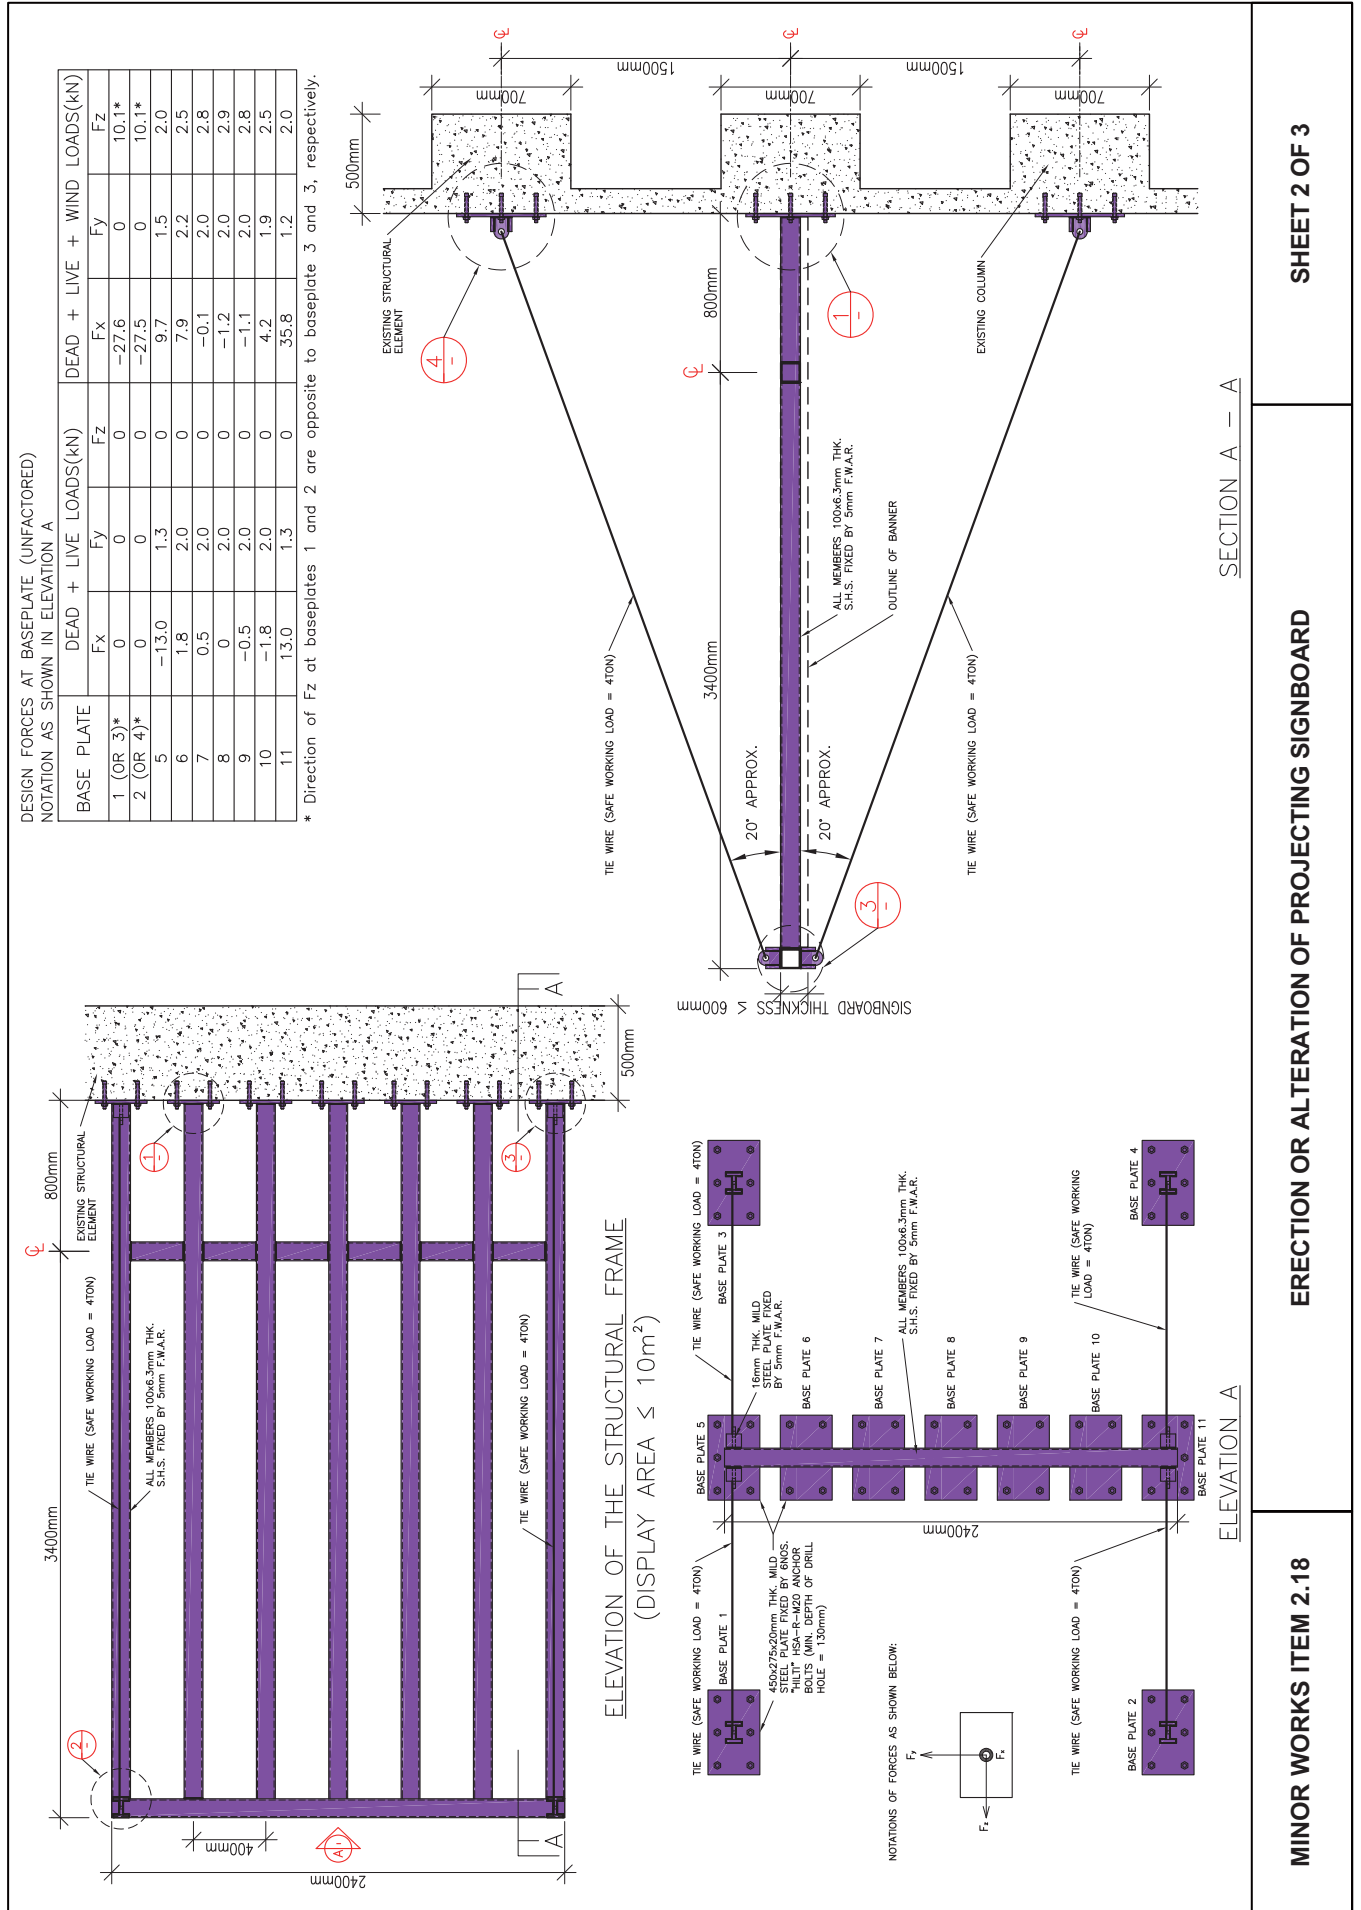 DESIGN FORCES AT BASEPLATE (UNFACTORED)
NOTATION AS SHOWN IN ELEVATION A
BASE PLATE DEAD + LIVE LOADS(kN) DEAD + LIVE + WIND LOADS(kN)
Fx Fy Fz Fx Fy Fz
1 (OR 3)* 0 0 0 −27.6 0 10.1*
2 (OR 4)* 0 0 0 −27.5 0 10.1*
5 −13.0 1.3 0 9.7 1.5 2.0
6 1.8 2.0 0 7.9 2.2 2.5
7 0.5 2.0 0 −0.1 2.0 2.8
8 0 2.0 0 −1.2 2.0 2.9
9 −0.5 2.0 0 −1.1 2.0 2.8
10 −1.8 2.0 0 4.2 1.9 2.5
11 13.0 1.3 0 35.8 1.2 2.0
* Direction of Fz at baseplates 1 and 2 are opposite to baseplate 3 and 3, respectively.
3400mm
800mm
℄
TIE WIRE (SAFE WORKING LOAD = 4TON)
EXISTING STRUCTURAL
ELEMENT
ALL MEMBERS 100x6.3mm THK.
S.H.S. FIXED BY 5mm F.W.A.R.
2
-
1
-
3
-
400mm
2400mm
A
-
TIE WIRE (SAFE WORKING LOAD = 4TON)
A
A
500mm
ELEVATION OF THE STRUCTURAL FRAME
(DISPLAY AREA ≤ 10m²)
500mm
EXISTING STRUCTURAL
ELEMENT
4
-
℄
700mm
1500mm
TIE WIRE (SAFE WORKING LOAD = 4TON)
3400mm
℄
800mm
℄
700mm
1500mm
20° APPROX.
20° APPROX.
SIGNBOARD THICKNESS ≤ 600mm
3
-
1
-
ALL MEMBERS 100x6.3mm THK.
S.H.S. FIXED BY 5mm F.W.A.R.
OUTLINE OF BANNER
TIE WIRE (SAFE WORKING LOAD = 4TON)
EXISTING COLUMN
℄
700mm
SECTION A − A
TIE WIRE (SAFE WORKING LOAD = 4TON)
BASE PLATE 1
BASE PLATE 5
TIE WIRE (SAFE WORKING LOAD = 4TON)
BASE PLATE 3
16mm THK. MILD
STEEL PLATE FIXED
BY 5mm F.W.A.R.
450x275x20mm THK. MILD
STEEL PLATE FIXED BY 6NOS.
"HILTI" HSA-R-M20 ANCHOR
BOLTS (MIN. DEPTH OF DRILL
HOLE = 130mm)
BASE PLATE 6
BASE PLATE 7
ALL MEMBERS 100x6.3mm THK.
S.H.S. FIXED BY 5mm F.W.A.R.
BASE PLATE 8
BASE PLATE 9
BASE PLATE 10
2400mm
NOTATIONS OF FORCES AS SHOWN BELOW:
Fy
Fz
Fx
TIE WIRE (SAFE WORKING LOAD = 4TON)
TIE WIRE (SAFE WORKING
LOAD = 4TON)
BASE PLATE 2
BASE PLATE 11
BASE PLATE 4
ELEVATION A
MINOR WORKS ITEM 2.18
ERECTION OR ALTERATION OF PROJECTING SIGNBOARD
SHEET 2 OF 3